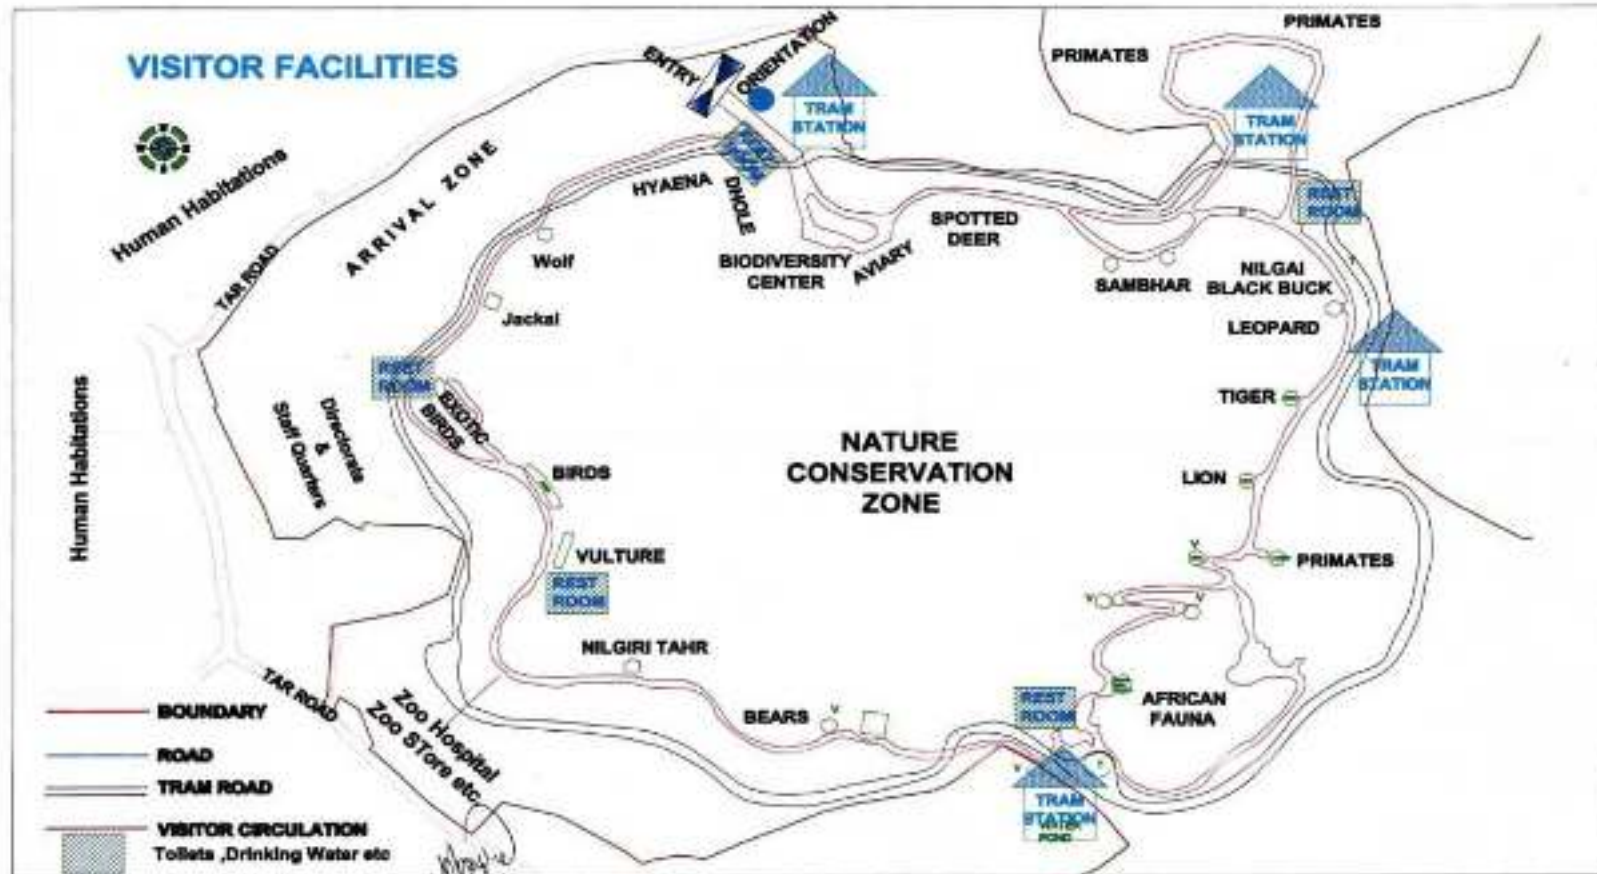 VISITOR FACILITIES
ENTRY
ORIENTATION
TRAM
STATION
PRIMATES
PRIMATES
TRAM
STATION
Human Habitations
ARRIVAL ZONE
TAR ROAD
HYAENA
DHOLE
REST
ROOM
Wolf
Jackal
BIODIVERSITY
CENTER
AVIARY
SPOTTED
DEER
SAMBHAR
NILGAI
BLACK BUCK
LEOPARD
TRAM
STATION
Human Habitations
Directorate
&
Staff Quarters
REST
ROOM
EXOTIC
BIRDS
BIRDS
VULTURE
REST
ROOM
NATURE
CONSERVATION
ZONE
TIGER
LION
V
PRIMATES
V
V
NILGIRI TAHR
BEARS
V
REST
ROOM
AFRICAN
FAUNA
V
TRAM
STATION
WATER
POND
TAR ROAD
Zoo Hospital
Zoo STore etc
BOUNDARY
ROAD
TRAM ROAD
VISITOR CIRCULATION
Toilets ,Drinking Water etc